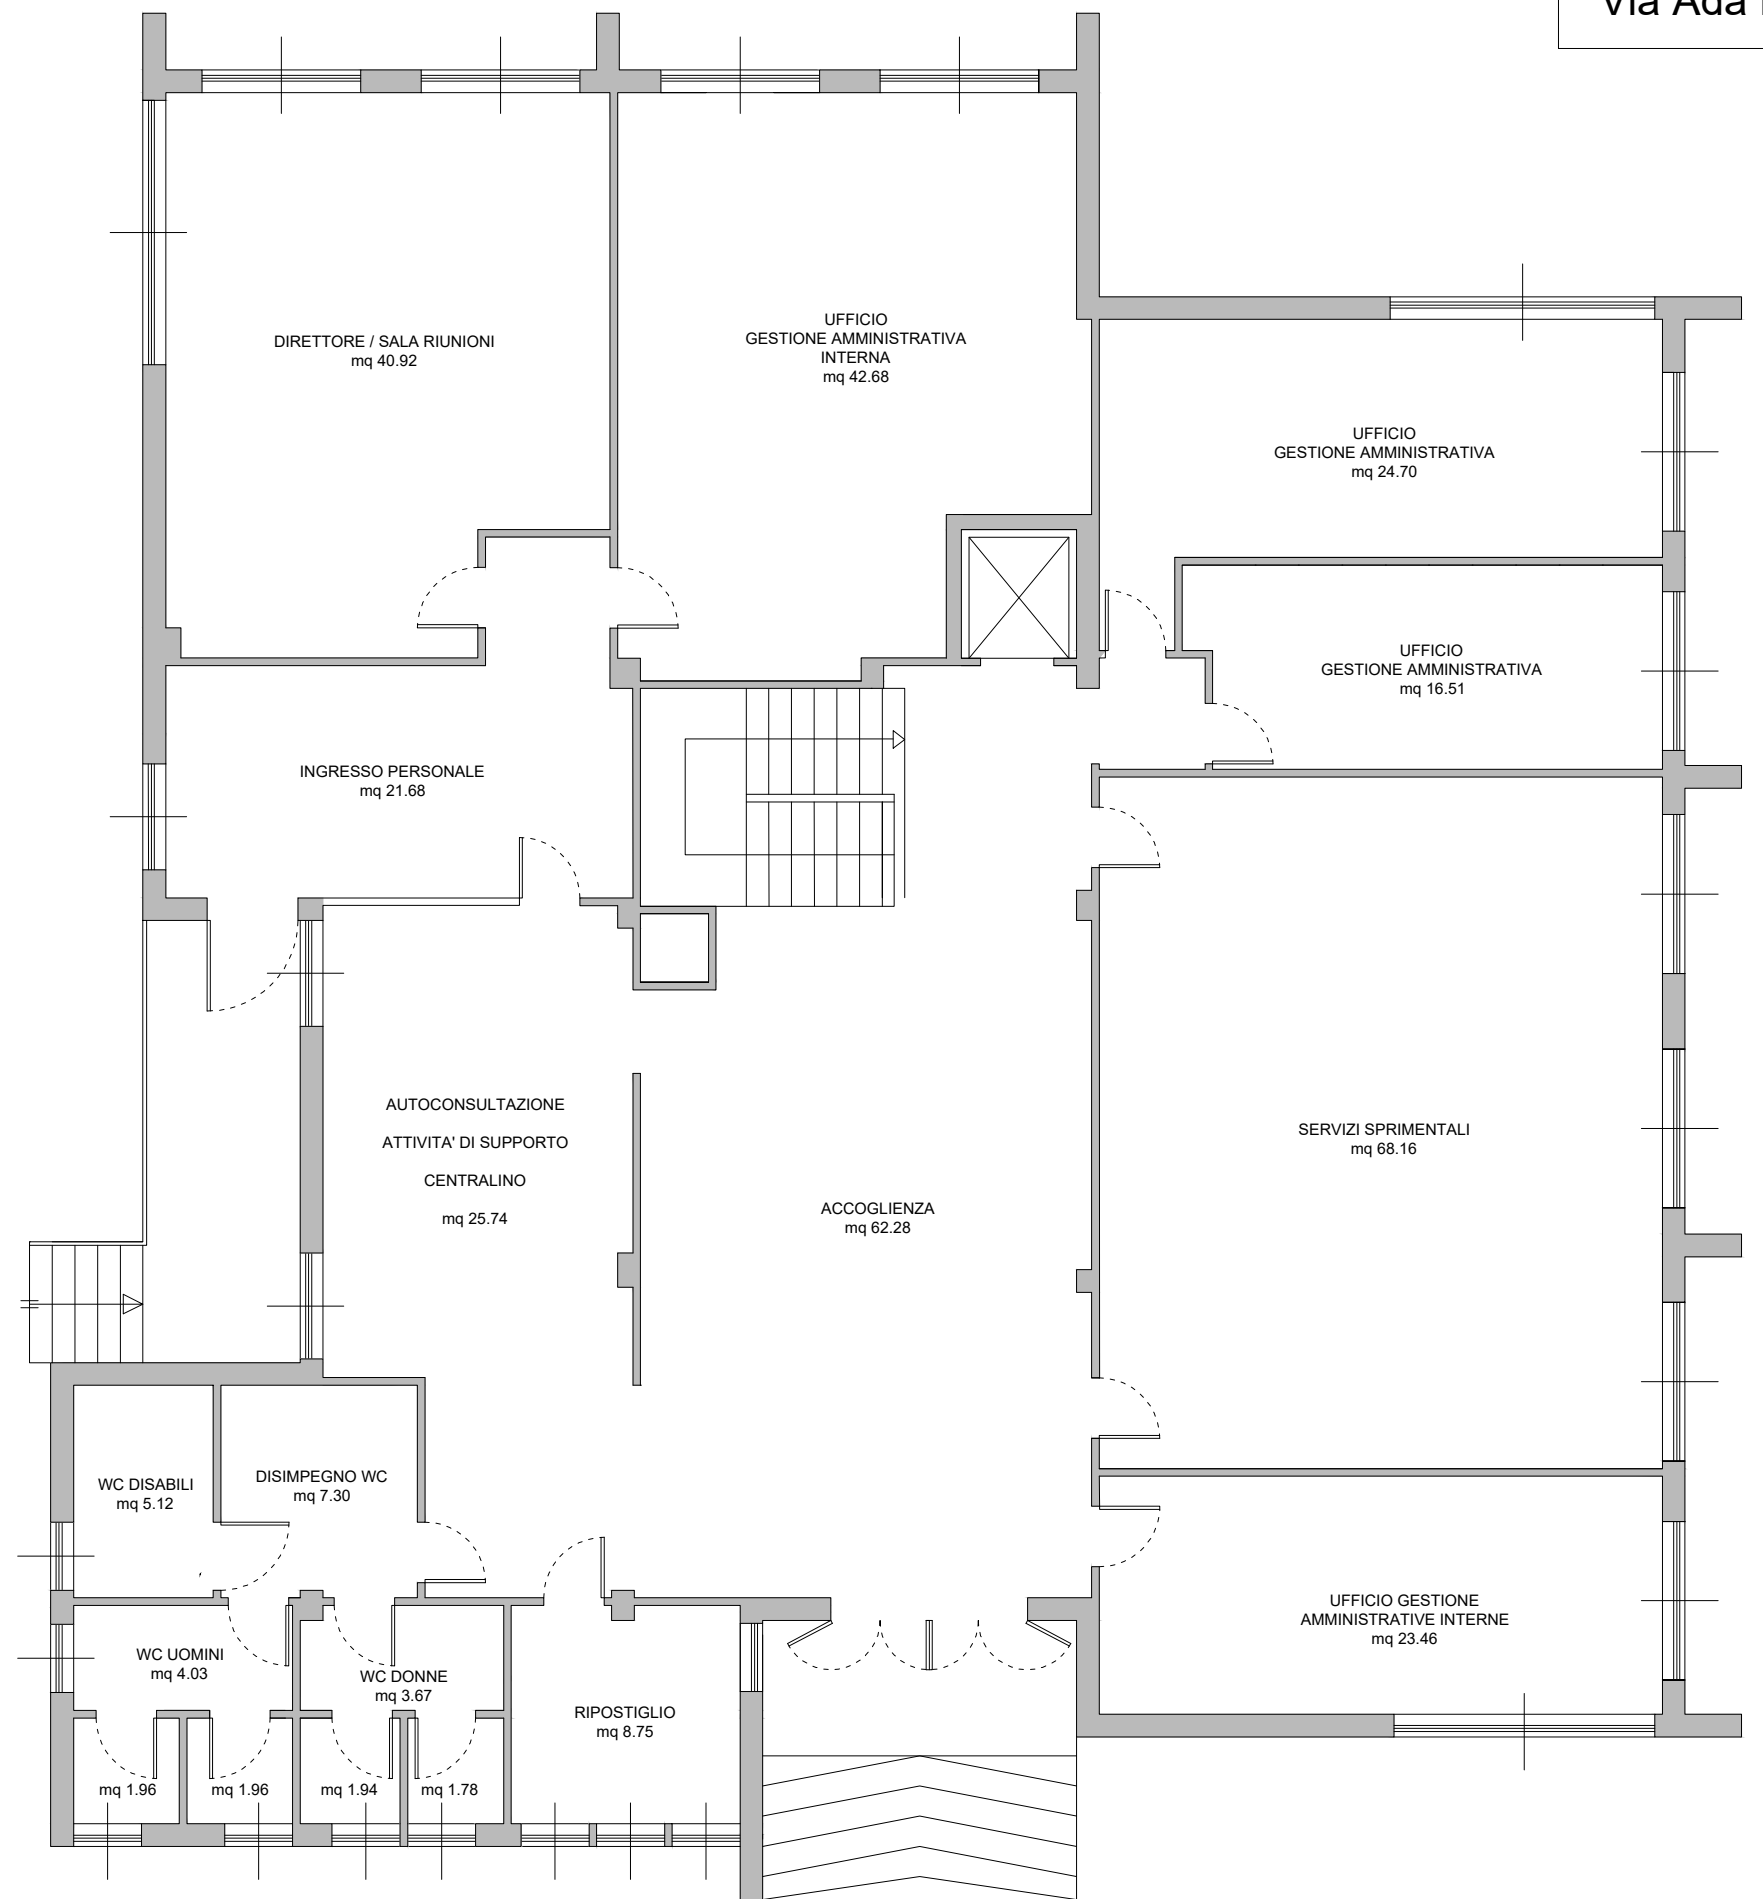 Via Ada
DIRETTORE / SALA RIUNIONI
mq 40.92
UFFICIO
GESTIONE AMMINISTRATIVA
INTERNA
mq 42.68
UFFICIO
GESTIONE AMMINISTRATIVA
mq 24.70
UFFICIO
GESTIONE AMMINISTRATIVA
mq 16.51
INGRESSO PERSONALE
mq 21.68
AUTOCONSULTAZIONE
ATTIVITA' DI SUPPORTO
CENTRALINO
mq 25.74
ACCOGLIENZA
mq 62.28
SERVIZI SPRIMENTALI
mq 68.16
WC DISABILI
mq 5.12
DISIMPEGNO WC
mq 7.30
WC UOMINI
mq 4.03
WC DONNE
mq 3.67
RIPOSTIGLIO
mq 8.75
UFFICIO GESTIONE
AMMINISTRATIVE INTERNE
mq 23.46
mq 1.96
mq 1.96
mq 1.94
mq 1.78